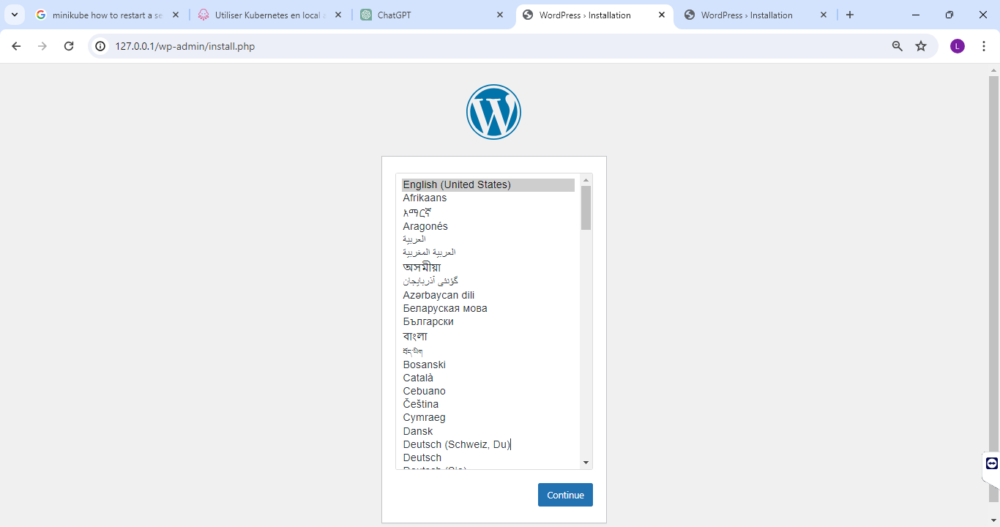 minikube how to restart a se
Utiliser Kubernetes en local a
ChatGPT
WordPress › Installation
WordPress › Installation
127.0.0.1/wp-admin/install.php
L
English (United States)
Afrikaans
አማርኛ
Aragonés
العربية
العربية المغربية
অসমীয়া
گؤنئی آذربایجان
Azərbaycan dili
Беларуская мова
Български
বাংলা
བོད་ཡིག
Bosanski
Català
Cebuano
Čeština
Cymraeg
Dansk
Deutsch (Schweiz, Du)
Deutsch
Deutsch (Sie)
Continue